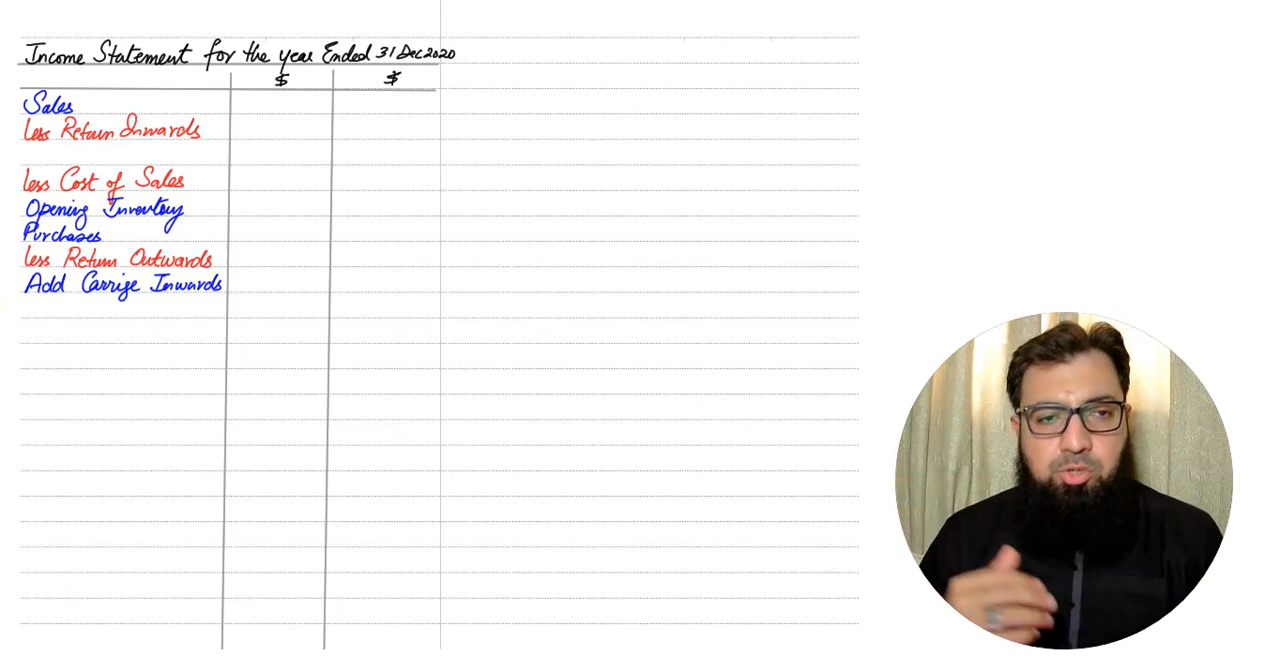 Income Statement for the year Ended 31 Dec 2020
$ $
Sales
less Return Inwards
less Cost of Sales
Opening Inventory
Purchases
less Return Outwards
Add Carrige Inwards